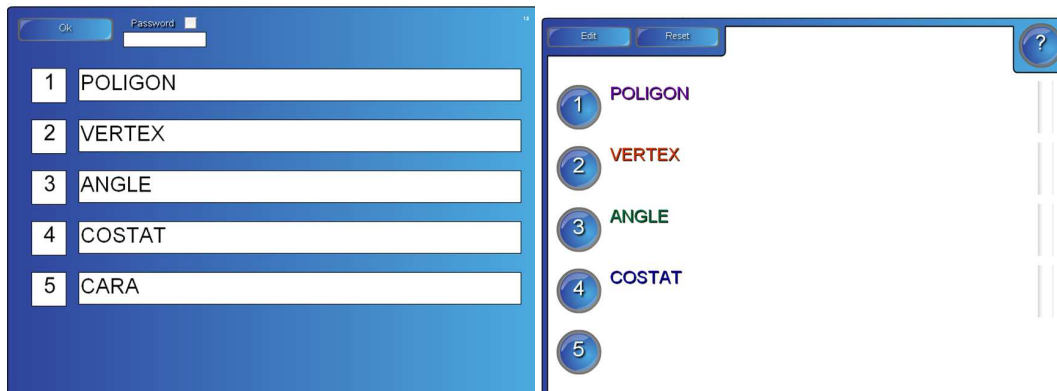 Ok
Password
18
1 POLIGON
2 VERTEX
3 ANGLE
4 COSTAT
5 CARA
Edit Reset
?
1 POLIGON
2 VERTEX
3 ANGLE
4 COSTAT
5